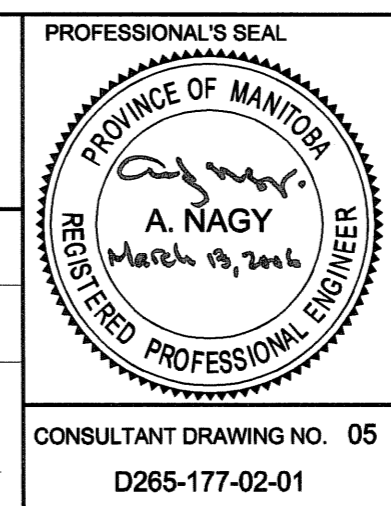 PROFESSIONAL'S SEAL
PROVINCE OF MANITOBA
A. NAGY
March 13, 2006
REGISTERED PROFESSIONAL ENGINEER
CONSULTANT DRAWING NO. 05
D265-177-02-01